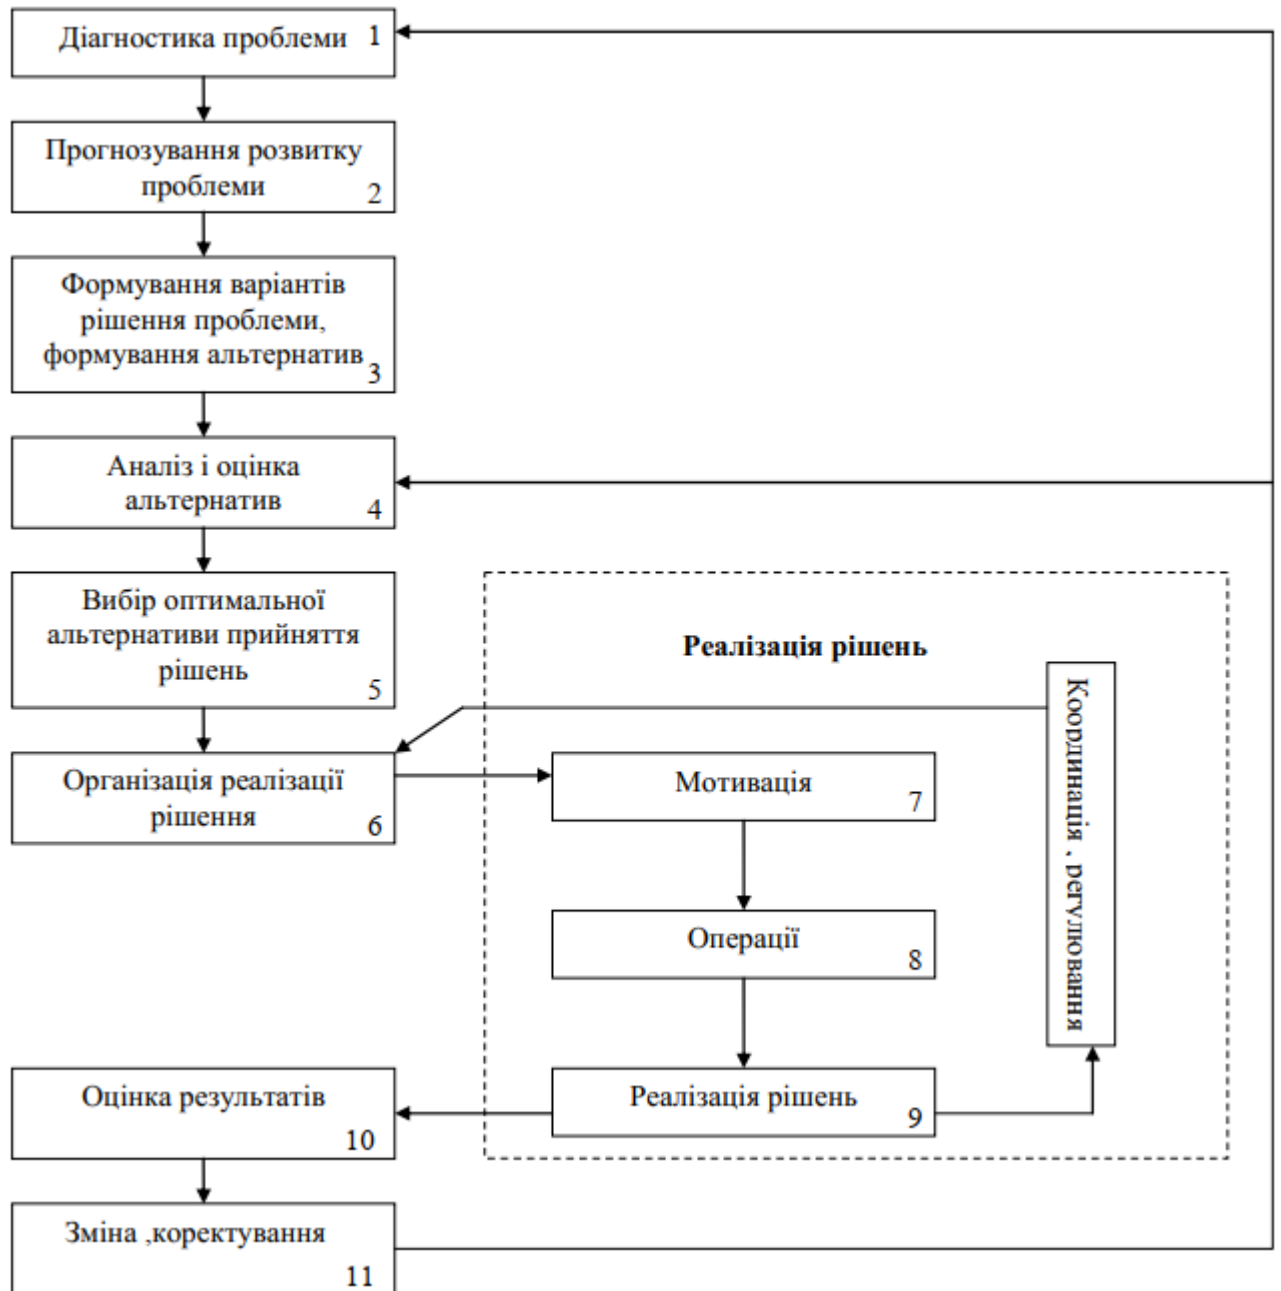 Діагностика проблеми 1
Прогнозування розвитку
проблеми
2
Формування варіантів
рішення проблеми,
формування альтернатив
3
Аналіз і оцінка
альтернатив
4
Вибір оптимальної
альтернативи прийняття
рішень
5
Організація реалізації
рішення
6
Реалізація рішень
Мотивація
7
Операції
8
Реалізація рішень
9
Координація , регулювання
Оцінка результатів
10
Зміна ,коректування
11